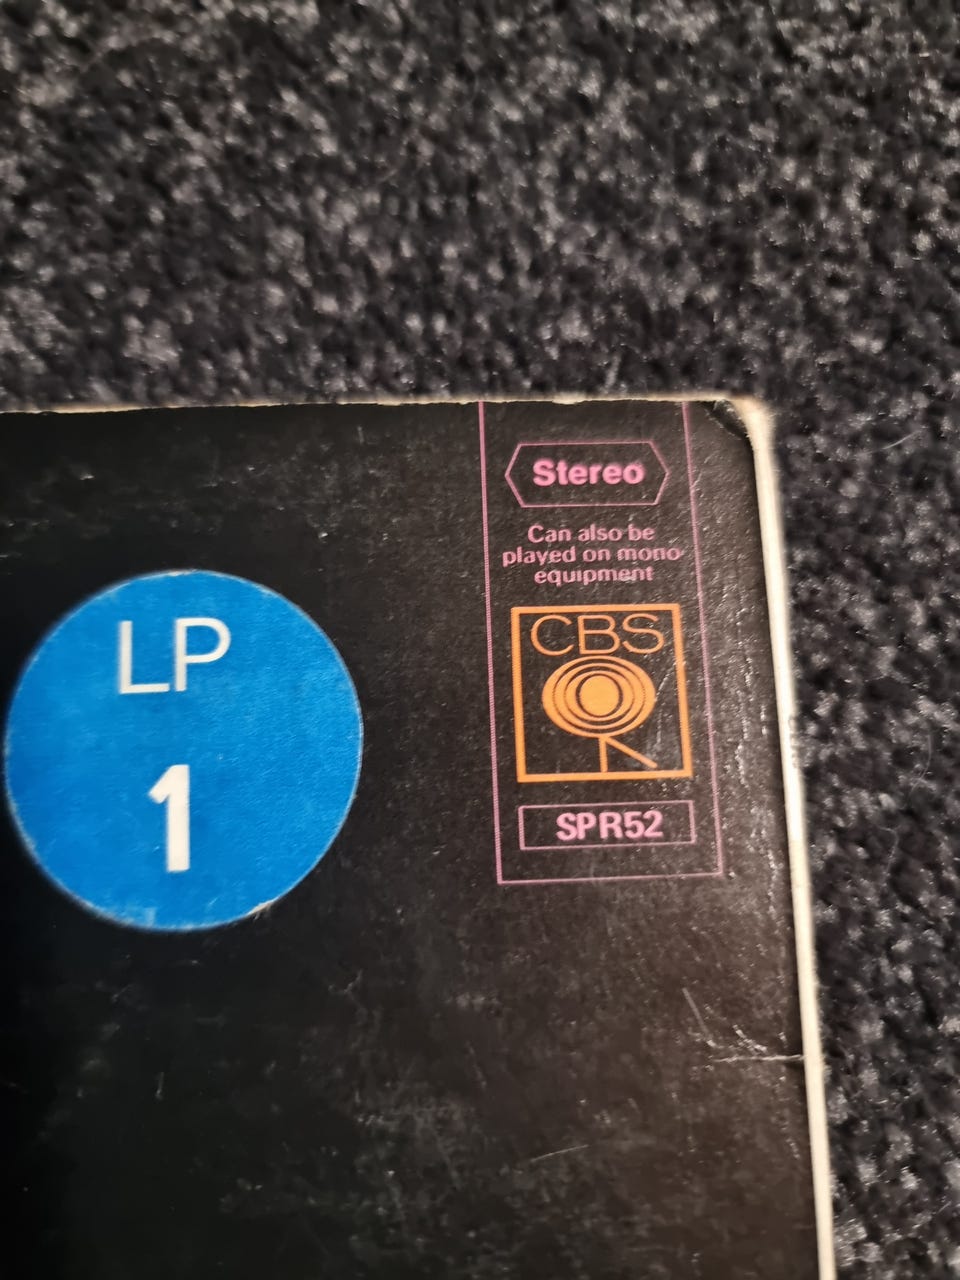 Stereo
Can also be
played on mono
equipment
CBS
SPR52
LP
1